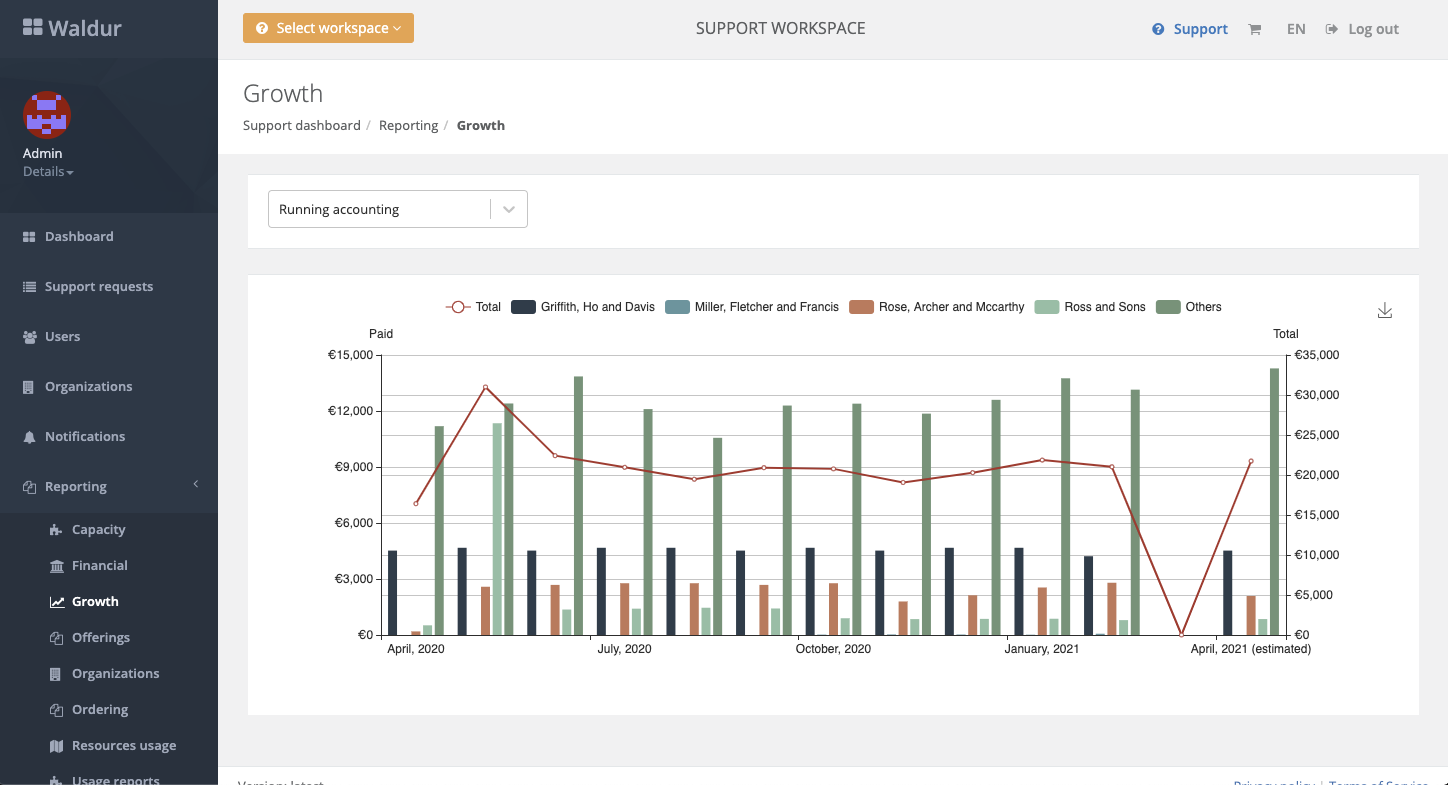 Waldur
Select workspace
SUPPORT WORKSPACE
Support
EN
Log out
Admin
Details
Dashboard
Support requests
Users
Organizations
Notifications
Reporting
Capacity
Financial
Growth
Offerings
Organizations
Ordering
Resources usage
Usage reports
Growth
Support dashboard / Reporting / Growth
Running accounting
Total Griffith, Ho and Davis Miller, Fletcher and Francis Rose, Archer and Mccarthy Ross and Sons Others
Paid
Total
€15,000
€12,000
€9,000
€6,000
€3,000
€0
€35,000
€30,000
€25,000
€20,000
€15,000
€10,000
€5,000
€0
April, 2020 July, 2020 October, 2020 January, 2021 April, 2021 (estimated)
Version: latest
Privacy policy | Terms of Service